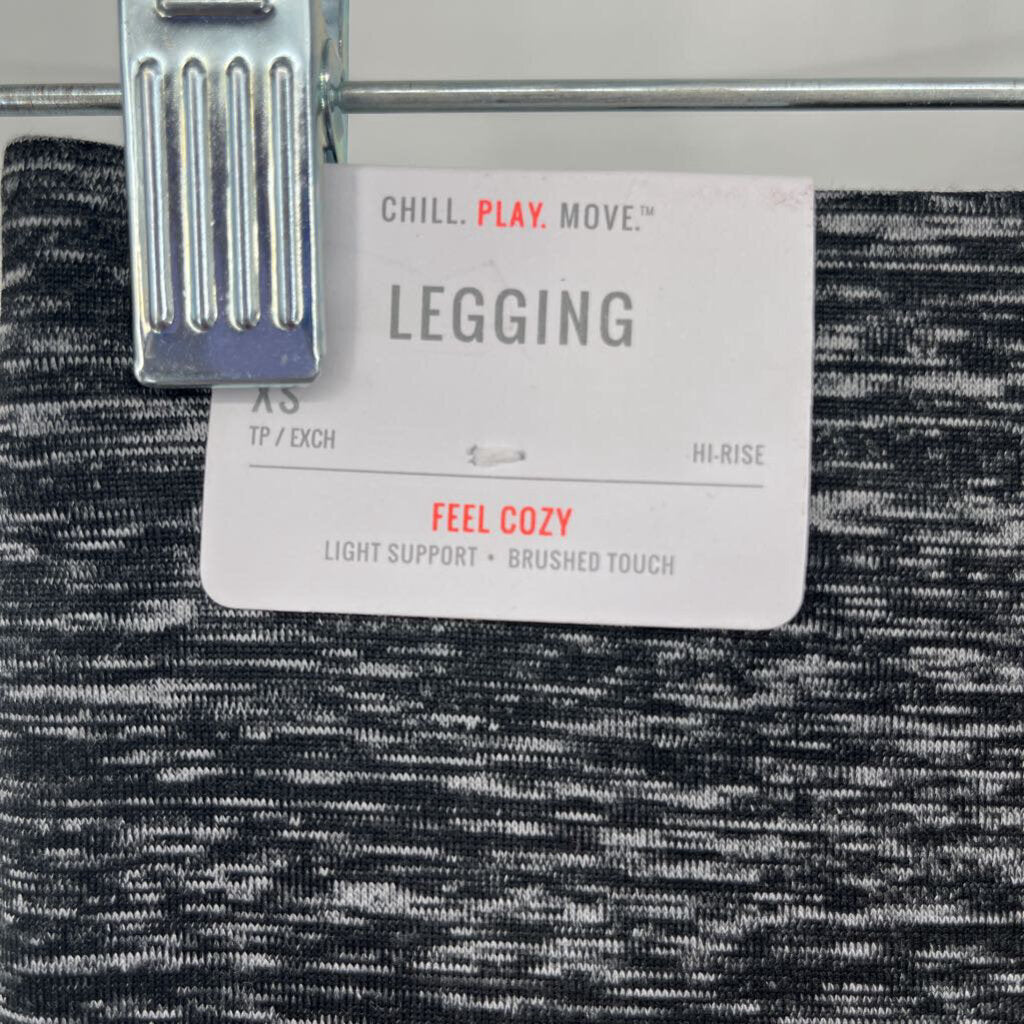 CHILL. PLAY. MOVE.™
LEGGING
XS
TP / EXCH
HI-RISE
FEEL COZY
LIGHT SUPPORT • BRUSHED TOUCH